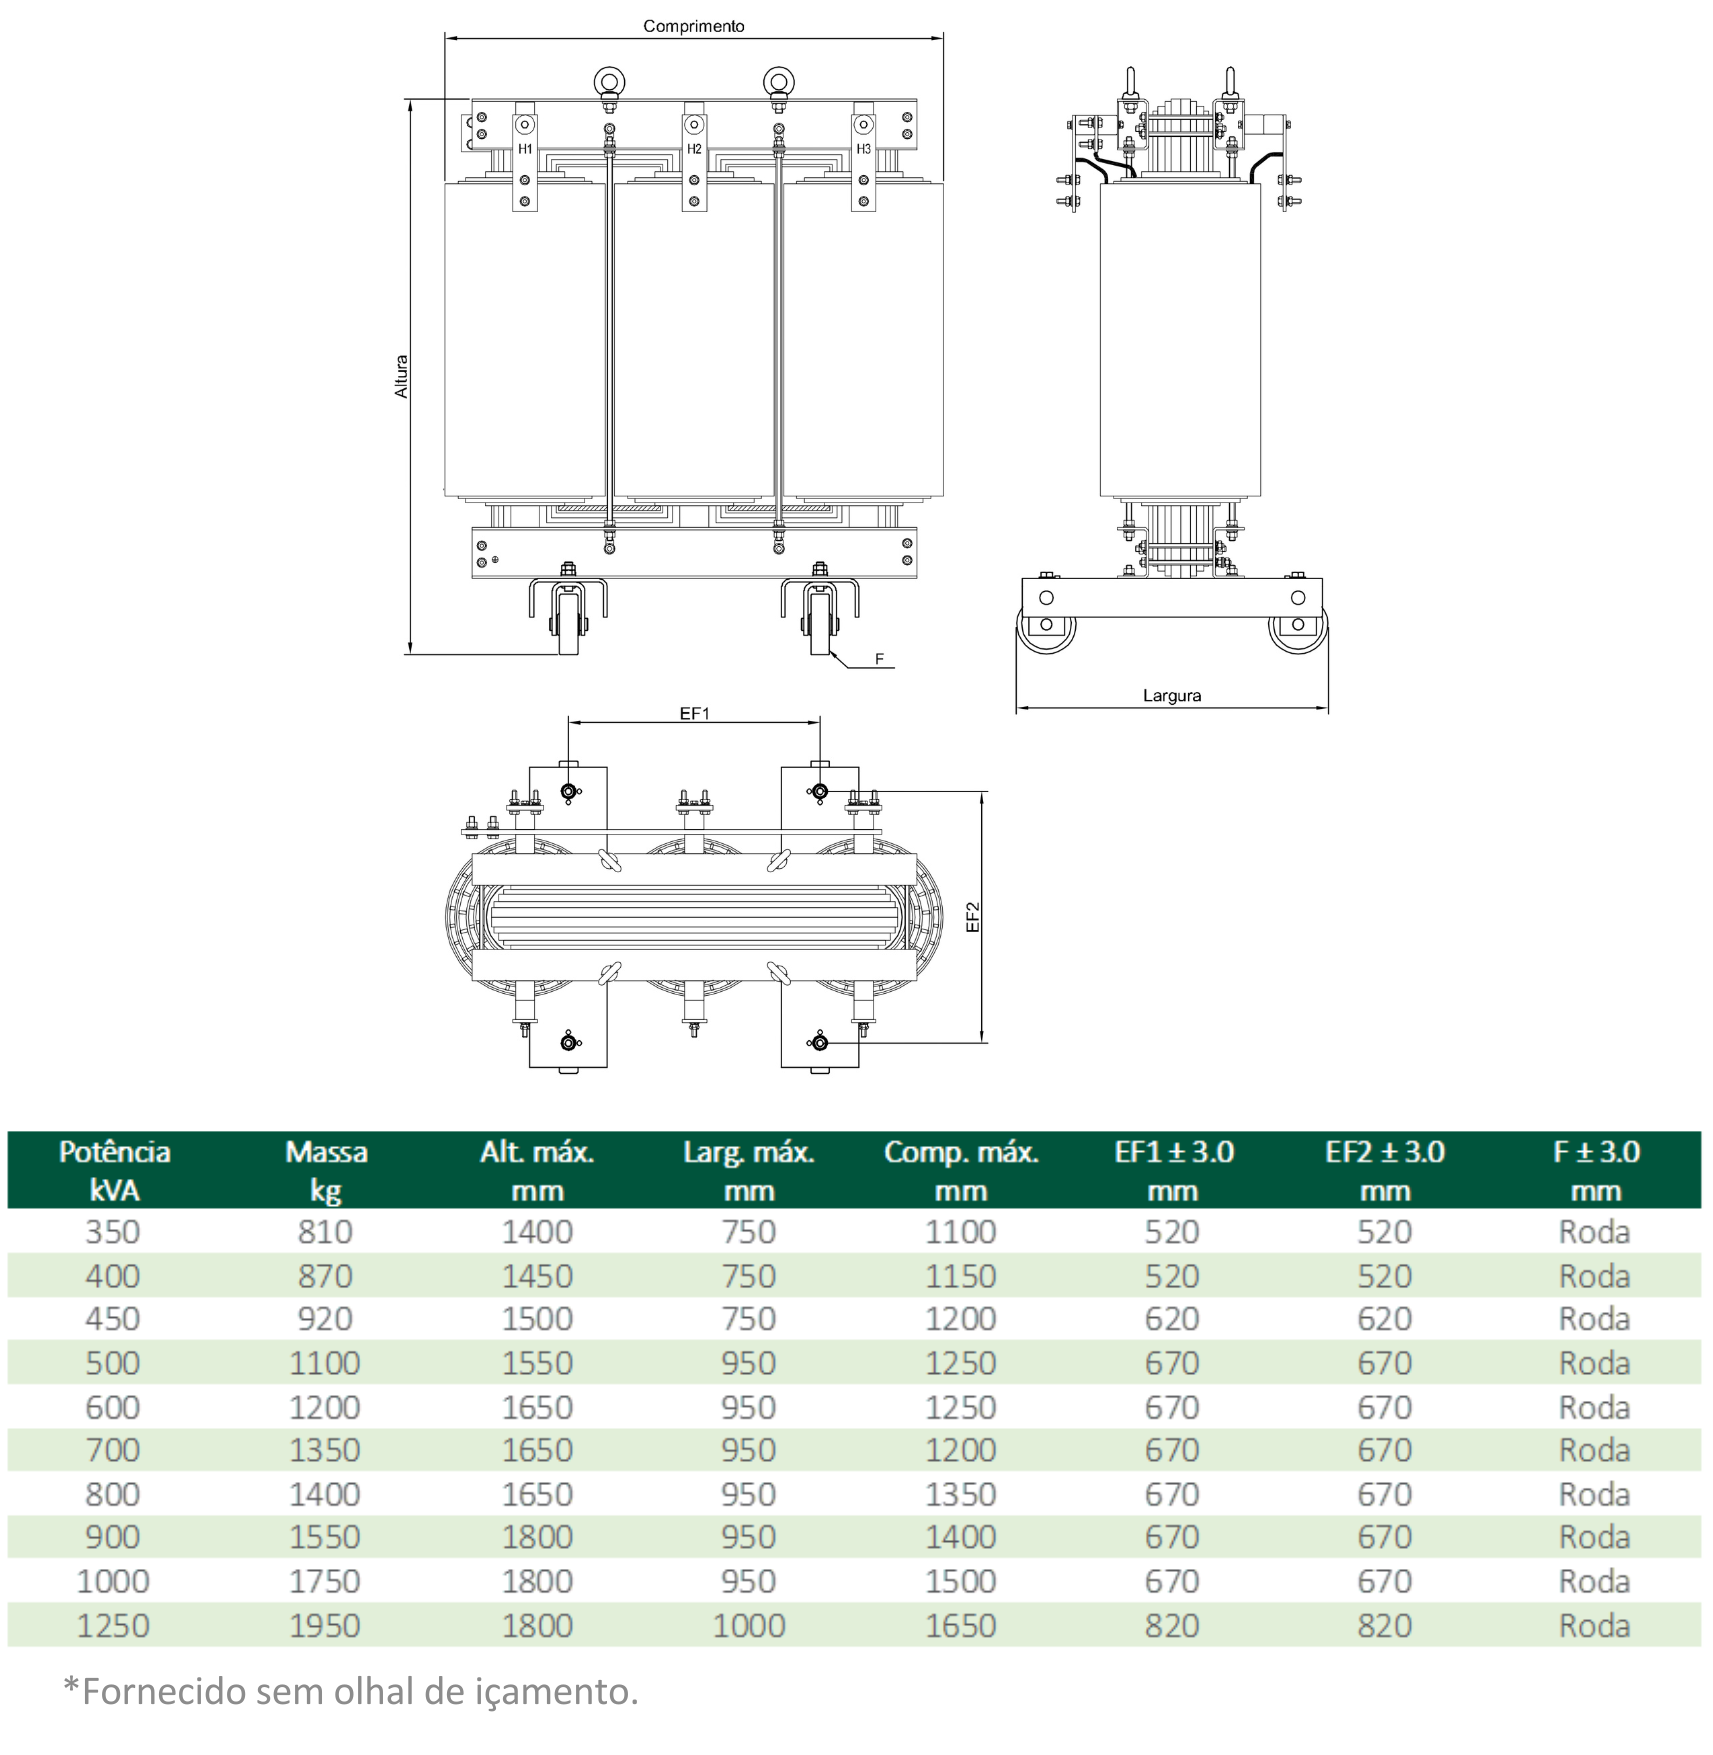 Comprimento
H1 H2 H3
Altura
F
Largura
EF1
EF2
Potência Massa Alt. máx. Larg. máx. Comp. máx. EF1 ± 3.0 EF2 ± 3.0 F ± 3.0
kVA kg mm mm mm mm mm mm
350 810 1400 750 1100 520 520 Roda
400 870 1450 750 1150 520 520 Roda
450 920 1500 750 1200 620 620 Roda
500 1100 1550 950 1250 670 670 Roda
600 1200 1650 950 1250 670 670 Roda
700 1350 1650 950 1200 670 670 Roda
800 1400 1650 950 1350 670 670 Roda
900 1550 1800 950 1400 670 670 Roda
1000 1750 1800 950 1500 670 670 Roda
1250 1950 1800 1000 1650 820 820 Roda
*Fornecido sem olhal de içamento.